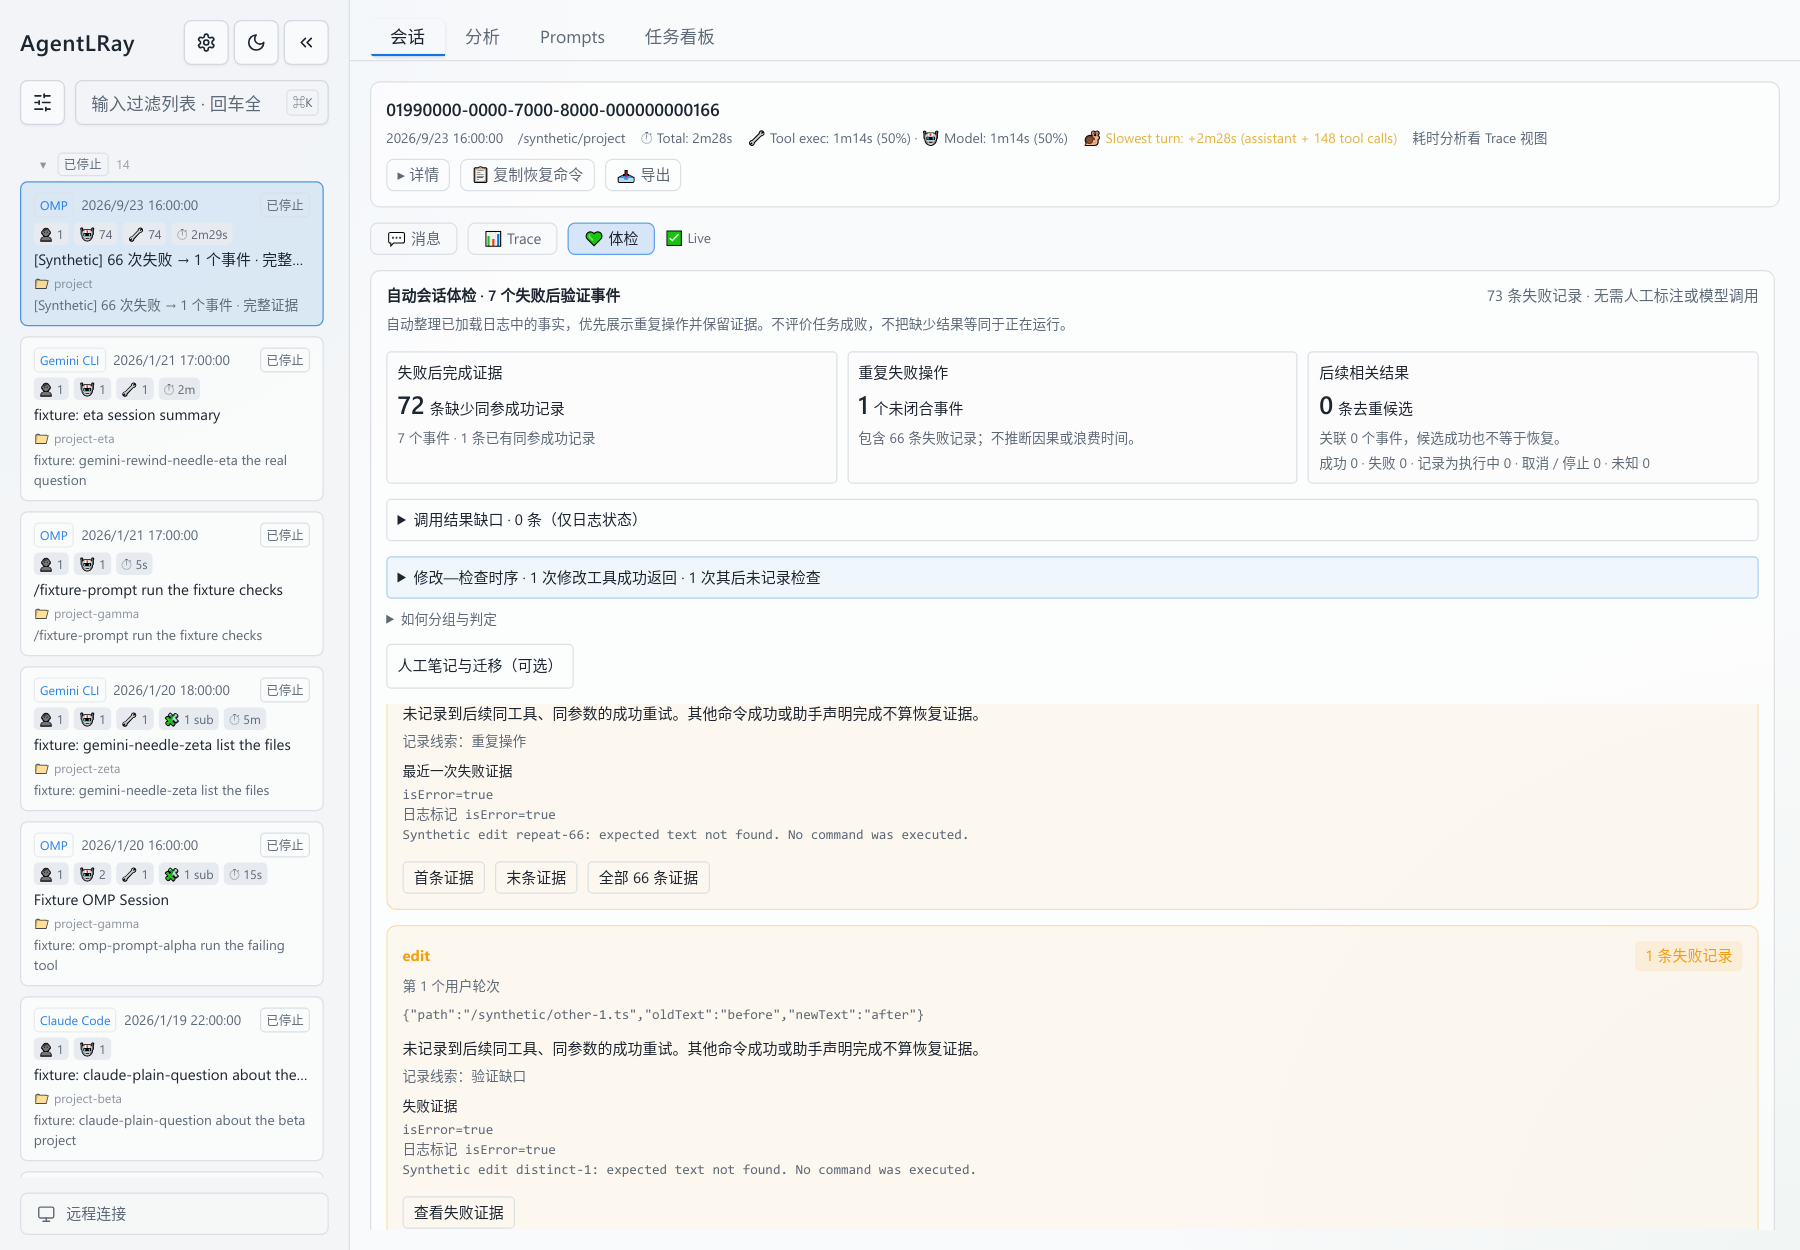 AgentLRay
输入过滤列表 · 回车全
⌘K
▼ 已停止 14
OMP 2026/9/23 16:00:00 已停止
1 74 74 2m29s
[Synthetic] 66 次失败 → 1 个事件 · 完整...
project
[Synthetic] 66 次失败 → 1 个事件 · 完整证据
Gemini CLI 2026/1/21 17:00:00 已停止
1 1 1 2m
fixture: eta session summary
project-eta
fixture: gemini-rewind-needle-eta the real
question
OMP 2026/1/21 17:00:00 已停止
1 1 5s
/fixture-prompt run the fixture checks
project-gamma
/fixture-prompt run the fixture checks
Gemini CLI 2026/1/20 18:00:00 已停止
1 1 1 1 sub 5m
fixture: gemini-needle-zeta list the files
project-zeta
fixture: gemini-needle-zeta list the files
OMP 2026/1/20 16:00:00 已停止
1 2 1 1 sub 15s
Fixture OMP Session
project-gamma
fixture: omp-prompt-alpha run the failing
tool
Claude Code 2026/1/19 22:00:00 已停止
1 1
fixture: claude-plain-question about the...
project-beta
fixture: claude-plain-question about the beta
project
远程连接
会话 分析 Prompts 任务看板
01990000-0000-7000-8000-000000000166
2026/9/23 16:00:00 /synthetic/project Total: 2m28s Tool exec: 1m14s (50%) · Model: 1m14s (50%) Slowest turn: +2m28s (assistant + 148 tool calls) 耗时分析看 Trace 视图
▸ 详情 复制恢复命令 导出
消息 Trace 体检 Live
自动会话体检 · 7 个失败后验证事件 73 条失败记录 · 无需人工标注或模型调用
自动整理已加载日志中的事实，优先展示重复操作并保留证据。不评价任务成败，不把缺少结果等同于正在运行。
失败后完成证据
72 条缺少同参成功记录
7 个事件 · 1 条已有同参成功记录
重复失败操作
1 个未闭合事件
包含 66 条失败记录；不推断因果或浪费时间。
后续相关结果
0 条去重候选
关联 0 个事件，候选成功也不等于恢复。
成功 0 · 失败 0 · 记录为执行中 0 · 取消 / 停止 0 · 未知 0
▶ 调用结果缺口 · 0 条（仅日志状态）
▶ 修改—检查时序 · 1 次修改工具成功返回 · 1 次其后未记录检查
▶ 如何分组与判定
人工笔记与迁移（可选）
未记录到后续同工具、同参数的成功重试。其他命令成功或助手声明完成不算恢复证据。
记录线索：重复操作
最近一次失败证据
isError=true
日志标记 isError=true
Synthetic edit repeat-66: expected text not found. No command was executed.
首条证据 末条证据 全部 66 条证据
edit 1 条失败记录
第 1 个用户轮次
{"path":"/synthetic/other-1.ts","oldText":"before","newText":"after"}
未记录到后续同工具、同参数的成功重试。其他命令成功或助手声明完成不算恢复证据。
记录线索：验证缺口
失败证据
isError=true
日志标记 isError=true
Synthetic edit distinct-1: expected text not found. No command was executed.
查看失败证据